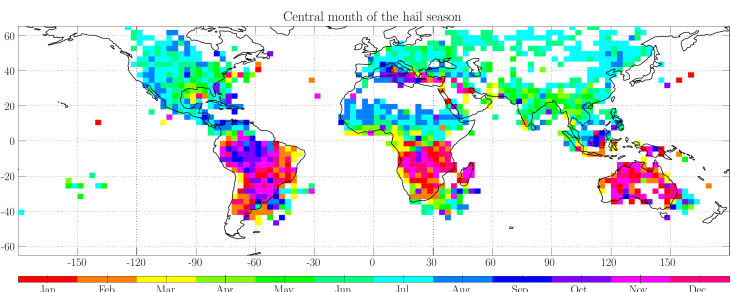 Central month of the hail season
60
40
20
0
-20
-40
-60
-150 -120 -90 -60 -30 0 30 60 90 120 150
Jan Feb Mar Apr May Jun Jul Aug Sep Oct Nov Dec